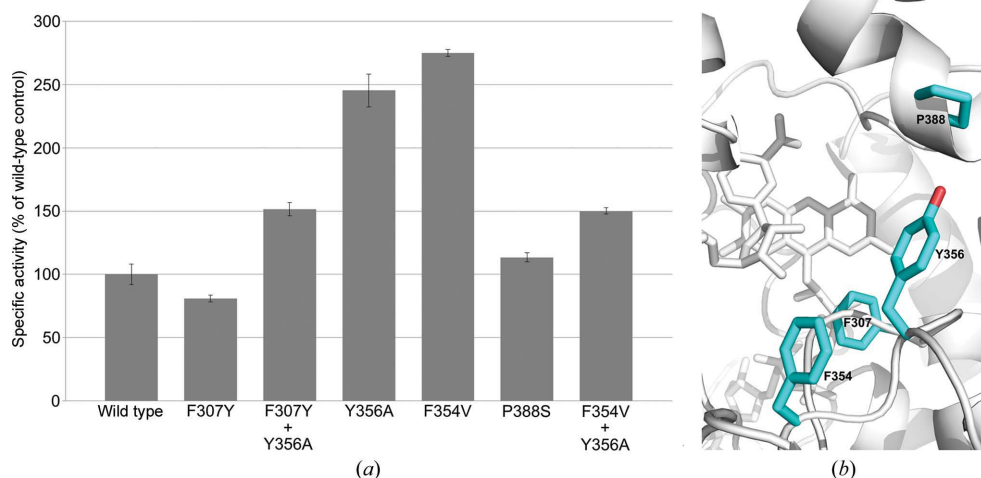 Specific activity (% of wild-type control)
300
250
200
150
100
50
0
Wild type
F307Y
F307Y
+
Y356A
Y356A
F354V
P388S
F354V
+
Y356A
(a)
P388
Y356
F307
F354
(b)